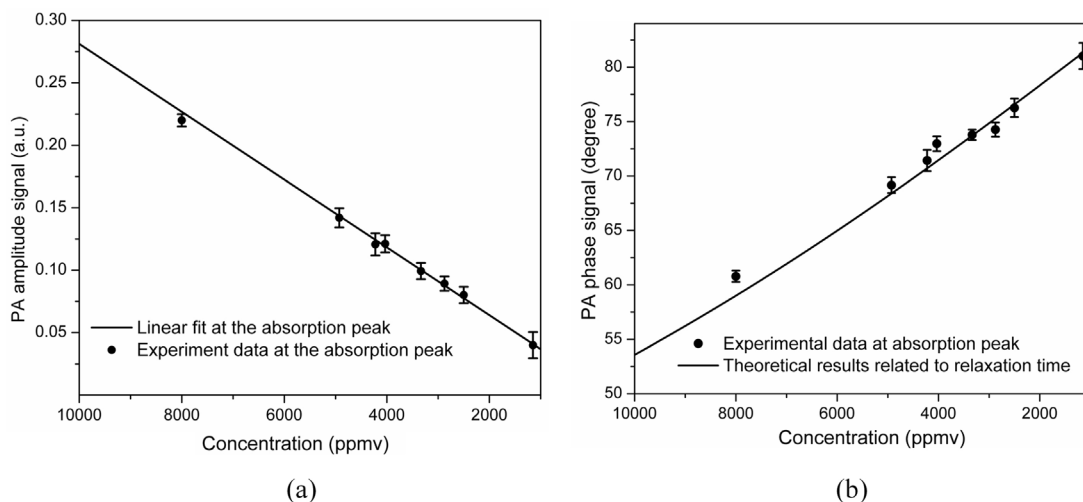 0.30
0.25
0.20
0.15
0.10
0.05
PA amplitude signal (a.u.)
Linear fit at the absorption peak
Experiment data at the absorption peak
10000 8000 6000 4000 2000
Concentration (ppmv)
(a)
80
75
70
65
60
55
50
PA phase signal (degree)
Experimental data at absorption peak
Theoretical results related to relaxation time
10000 8000 6000 4000 2000
Concentration (ppmv)
(b)